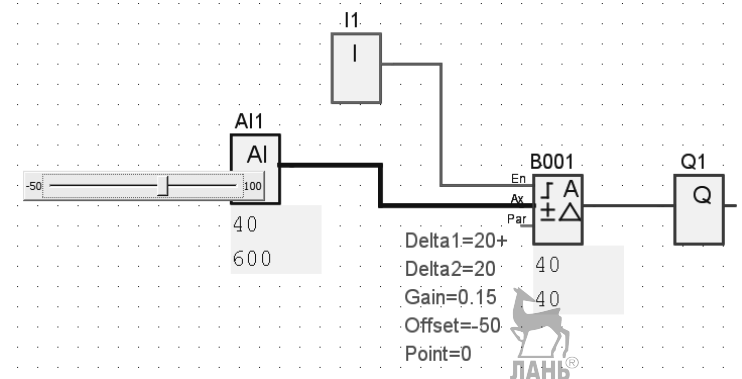 I1
I
AI1
AI
-50
100
40
600
B001
En
Ax
Par
A
Q1
Q
Delta1=20+
Delta2=20
Gain=0.15
Offset=-50
Point=0
40
40
ЛАНЬ®